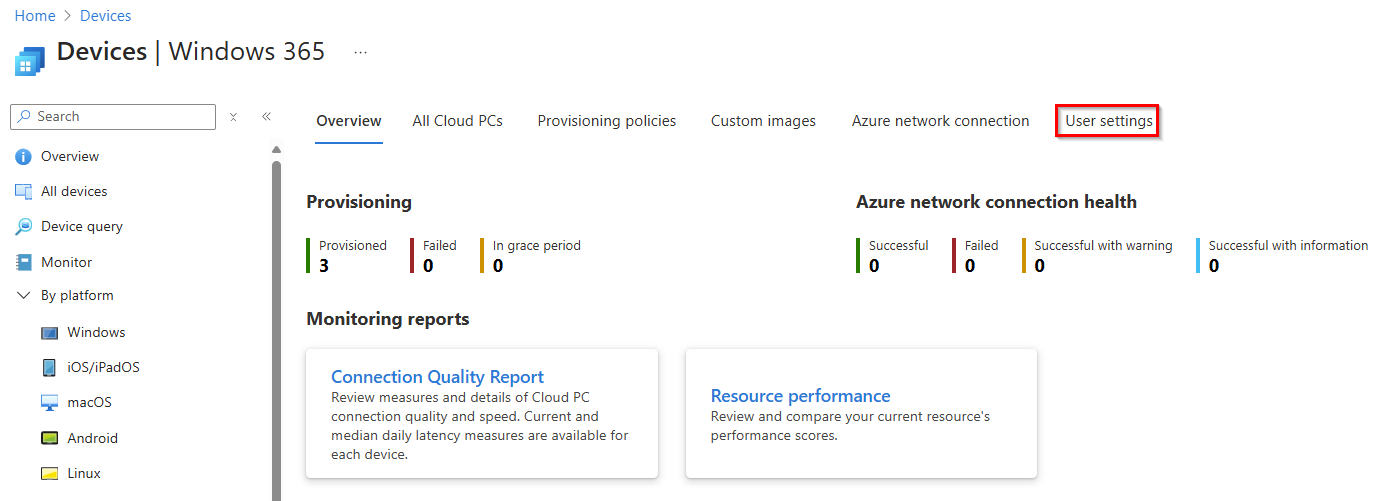 Home > Devices
Devices | Windows 365 ...
Search
Overview
All devices
Device query
Monitor
By platform
Windows
iOS/iPadOS
macOS
Android
Linux
Overview All Cloud PCs Provisioning policies Custom images Azure network connection User settings
Provisioning
Provisioned Failed In grace period
3 0 0
Azure network connection health
Successful Failed Successful with warning Successful with information
0 0 0 0
Monitoring reports
Connection Quality Report
Review measures and details of Cloud PC
connection quality and speed. Current and
median daily latency measures are available for
each device.
Resource performance
Review and compare your current resource's
performance scores.